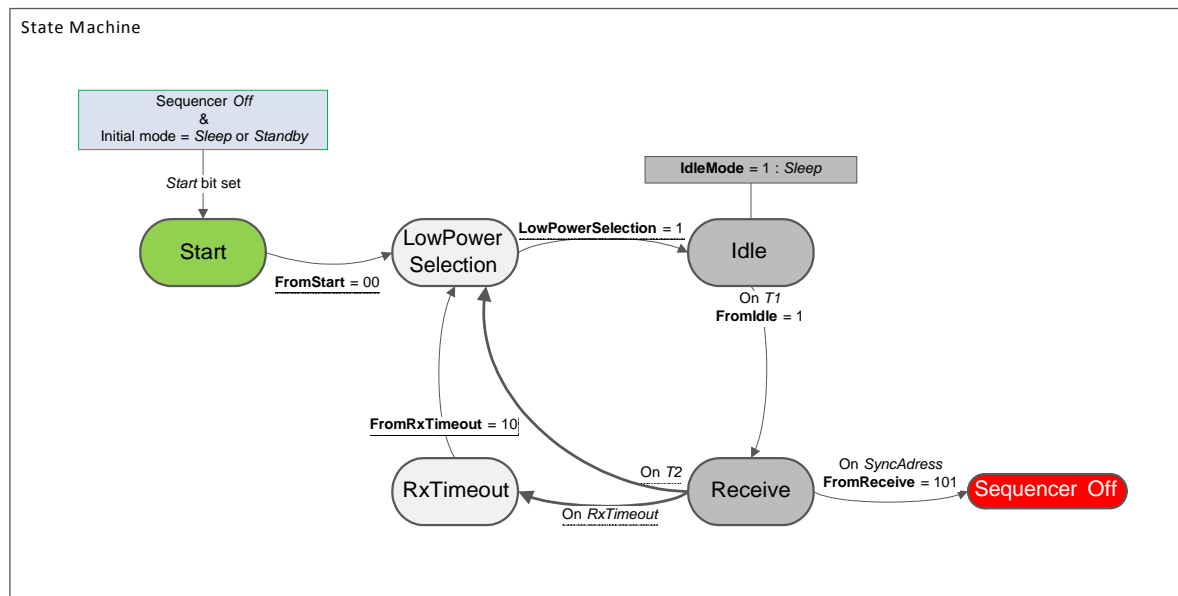 State Machine
Sequencer Off
&
Initial mode = Sleep or Standby
Start bit set
IdleMode = 1 : Sleep
Start
LowPower
Selection
LowPowerSelection = 1
Idle
FromStart = 00
On T1
FromIdle = 1
FromRxTimeout = 10
RxTimeout
On T2
On RxTimeout
Receive
On SyncAdress
FromReceive = 101
Sequencer Off